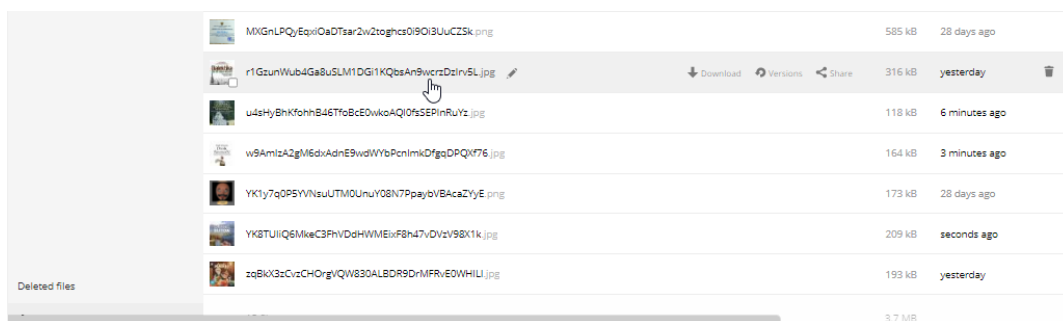 MXGnLPQyEqxiOaDTsar2w2toghcs0i9Oi3UuCZSk.png 585 kB 28 days ago
r1GzunWub4Ga8uSLM1DGi1KQbsAn9wcrzDzIrv5L.jpg Download Versions Share 316 kB yesterday
u4sHyBhKfohhB46TfoBcE0wkoAQI0fsSEPInRuYz.jpg 118 kB 6 minutes ago
w9AmIzA2gM6dxAdnE9wdWYbPcnImkDfgqDPQXf76.jpg 164 kB 3 minutes ago
YK1y7q0P5YVNsuUTM0UnuY08N7PpaybVBAcaZYyE.png 173 kB 28 days ago
YK8TUIiQ6MkeC3FhVDdHWMEixF8h47vDVzV98X1k.jpg 209 kB seconds ago
zqBkX3zCvzCHOrgVQW830ALBDR9DrMFRvE0WHILI.jpg 193 kB yesterday
Deleted files
3.7 MB